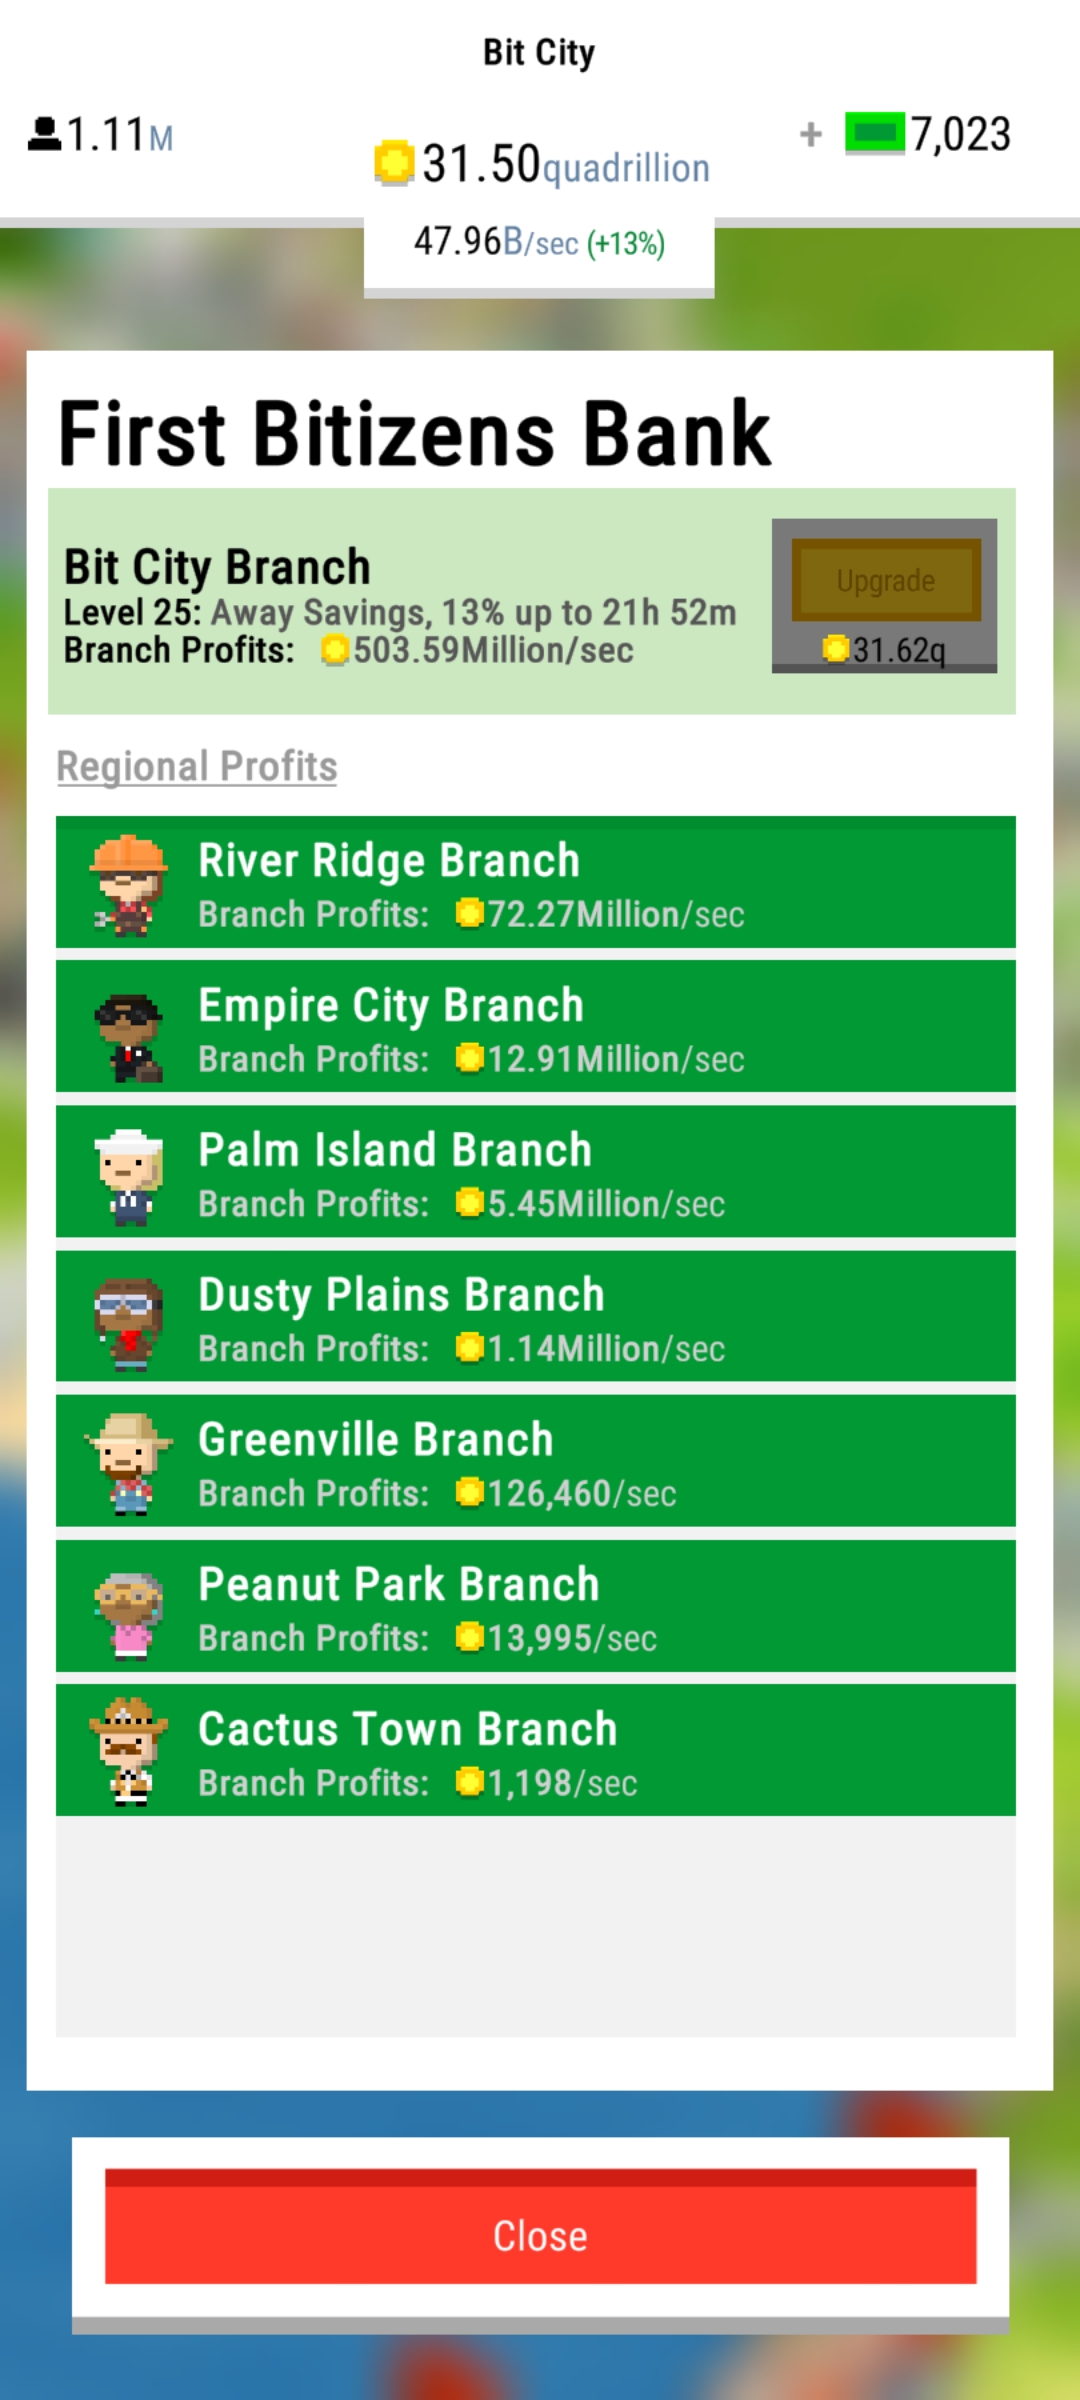 Bit City
1.11M
31.50quadrillion
+ 7,023
47.96B/sec (+13%)
First Bitizens Bank
Bit City Branch
Level 25: Away Savings, 13% up to 21h 52m
Branch Profits: 503.59Million/sec
Upgrade
31.62q
Regional Profits
River Ridge Branch
Branch Profits: 72.27Million/sec
Empire City Branch
Branch Profits: 12.91Million/sec
Palm Island Branch
Branch Profits: 5.45Million/sec
Dusty Plains Branch
Branch Profits: 1.14Million/sec
Greenville Branch
Branch Profits: 126,460/sec
Peanut Park Branch
Branch Profits: 13,995/sec
Cactus Town Branch
Branch Profits: 1,198/sec
Close